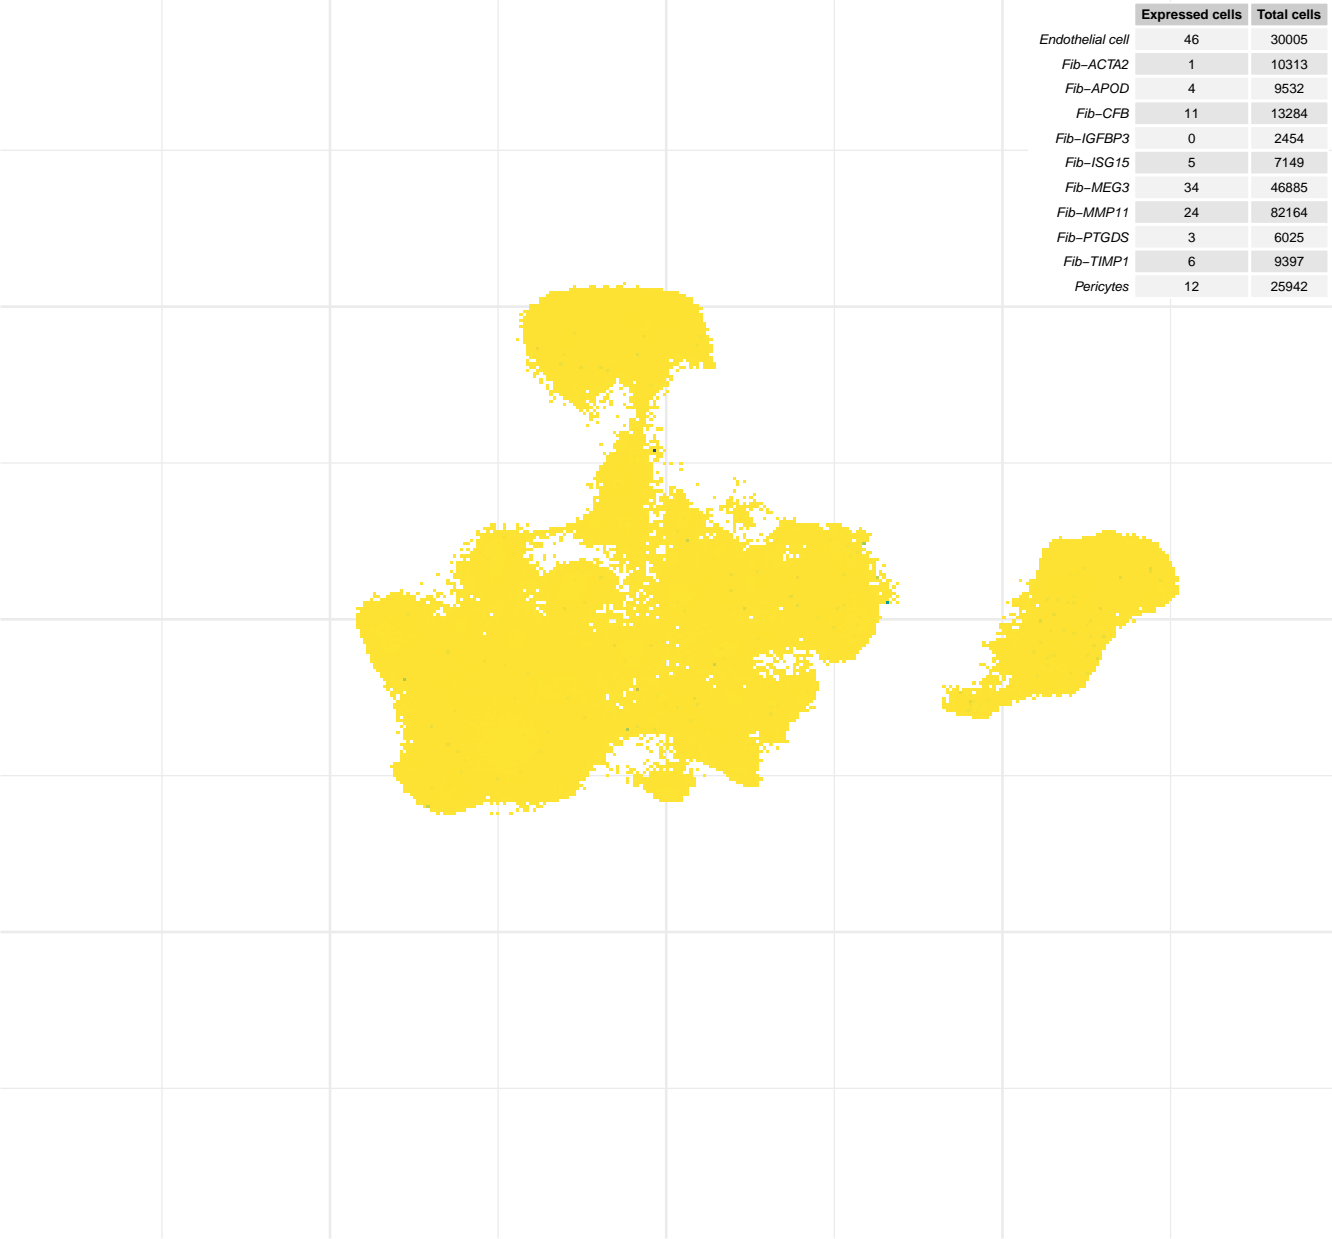 Expressed cells Total cells
Endothelial cell 46 30005
Fib−ACTA2 1 10313
Fib−APOD 4 9532
Fib−CFB 11 13284
Fib−IGFBP3 0 2454
Fib−ISG15 5 7149
Fib−MEG3 34 46885
Fib−MMP11 24 82164
Fib−PTGDS 3 6025
Fib−TIMP1 6 9397
Pericytes 12 25942